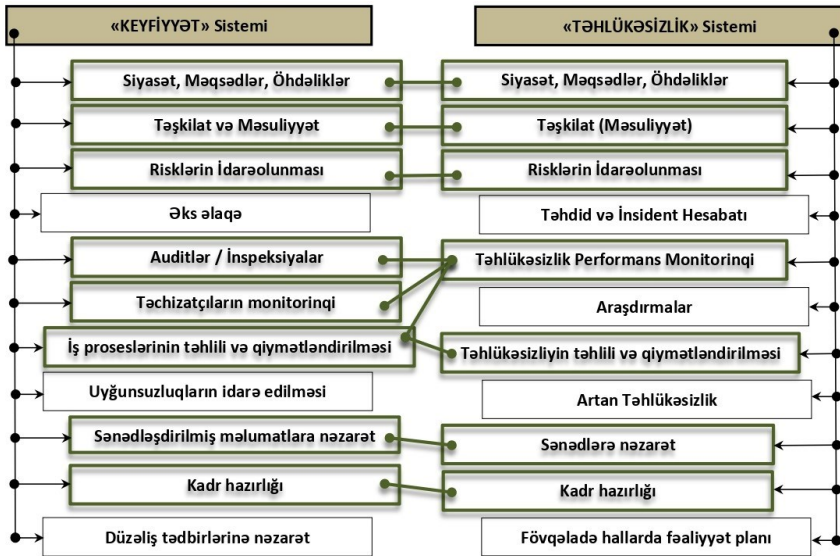 «KEYFİYYƏT» Sistemi
«TƏHLÜKƏSİZLİK» Sistemi
Siyasət, Məqsədlər, Öhdəliklər
Siyasət, Məqsədlər, Öhdəliklər
Təşkilat və Məsuliyyət
Təşkilat (Məsuliyyət)
Risklərin İdarəolunması
Risklərin İdarəolunması
Əks əlaqə
Təhdid və İnsident Hesabatı
Auditlər / İnspeksiyalar
Təhlükəsizlik Performans Monitorinqi
Təchizatçıların monitorinqi
Araşdırmalar
İş proseslərinin təhlili və qiymətləndirilməsi
Təhlükəsizliyin təhlili və qiymətləndirilməsi
Uyğunsuzluqların idarə edilməsi
Artan Təhlükəsizlik
Sənədləşdirilmiş məlumatlara nəzarət
Sənədlərə nəzarət
Kadr hazırlığı
Kadr hazırlığı
Düzəliş tədbirlərinə nəzarət
Fövqəladə hallarda fəaliyyət planı